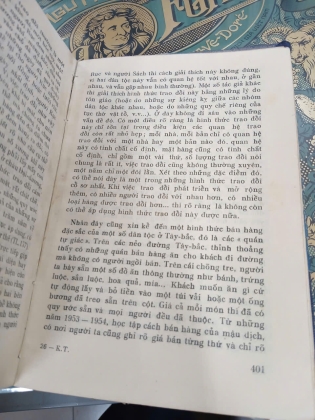 GU
FU
ve-Doré
tục và người Sách thì cách giải thích này không đúng,
vì hai dân tộc này vẫn có quan hệ tốt với nhau, ở gần
nhau, và vẫn gặp nhau bình thường). Một số tác giả khác
thì giải thích hình thức trao đổi này bằng những lý do
tôn giáo (hoặc do những sự kiêng kỵ giữa các nhóm
dân tộc khác nhau, hoặc do những quy chế riêng của
tục thờ vật tổ, v.v...). Ở đây không đi sâu vào những
vấn đề đó. Có một điều rõ ràng là hình thức trao đổi
này chỉ tồn tại trong điều kiện các quan hệ trao
đổi còn rất nhỏ hẹp; mỗi nhà, mỗi bản chỉ có quan hệ
trao đổi với một nhà hay một bản nào đó, quan hệ
này có tính chất cố định, mặt hàng cũng có tính chất
cố định, chỉ gồm một vài thứ, số lượng trao đổi nói
chung là rất ít, việc trao đổi cũng không thường xuyên,
một năm chỉ một đôi lần. Xét theo những đặc điểm đó,
có thể nói đây là một trong những hình thức trao đổi
cổ sơ nhất. Khi việc trao đổi phát triển và mở rộng
thêm, có nhiều người trao đổi với nhau hơn, có nhiều
loại hàng được trao đổi hơn... thì rõ ràng là không còn
có thể áp dụng hình thức trao đổi này được nữa.
Nhân đây cũng xin kể đến một hình thức bán hàng
đặc sắc của một số dân tộc ở Tây-bắc, đó là các « quán
tự giác ». Trên các nẻo đường Tây-bắc, thỉnh thoảng
thấy có những quán bán hàng ăn cho khách đi đường
mà không có người ngồi bán. Trên cái chõng tre, người
ta bày sẵn một số đồ ăn thông thường như bánh, trứng
luộc, sắn luộc, hoa quả, mía... Khách muốn ăn gì cứ
tự động lấy và bỏ tiền vào một túi vải hoặc một ống
bương đã treo sẵn trên cột. Giá cả mỗi món thì đã có
quy ước sẵn và mọi người đều đã thuộc. Từ những
năm 1953 – 1954, học tập cách bán hàng của mậu dịch,
có nơi người ta cũng ghi rõ giá bán từng thứ và chỉ rõ
26 – K.T.
401